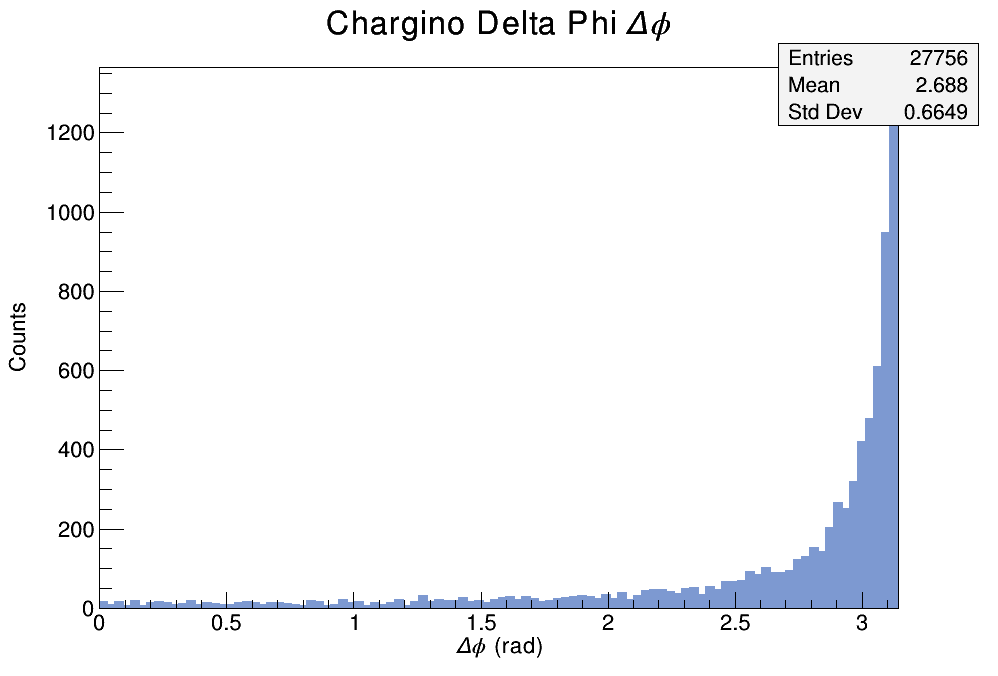 Chargino Delta Phi Δϕ
Entries 27756
Mean 2.688
Std Dev 0.6649
Counts
1200
1000
800
600
400
200
0
0 0.5 1 1.5 2 2.5 3
Δϕ (rad)